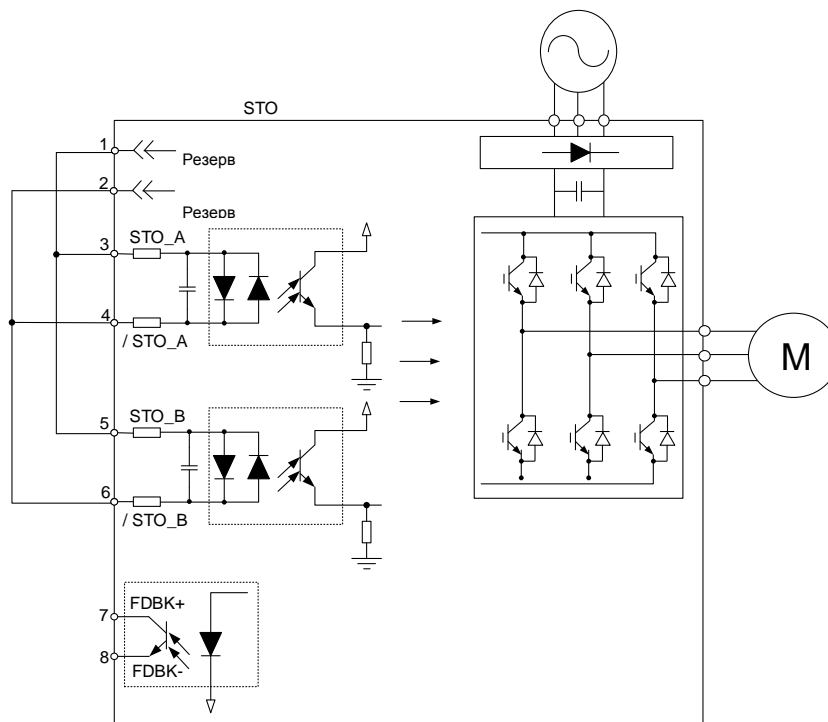 STO
1
Резерв
2
Резерв
3
STO_A
4
/ STO_A
5
STO_B
6
/ STO_B
7
FDBK+
8
FDBK-
M